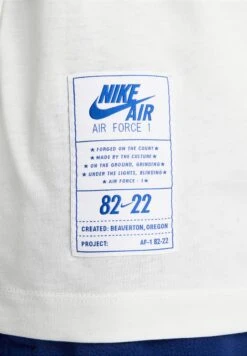 NIKE
AIR
AIR FORCE 1
★ FORGED ON THE COURT ★
★ MADE BY THE CULTURE ★
★ ON THE GROUND, GRINDING ★
★ UNDER THE LIGHTS, BLINDING ★
★ AIR FORCE - 1 ★
82 22
CREATED: BEAVERTON, OREGON
PROJECT: AF-1 82-22